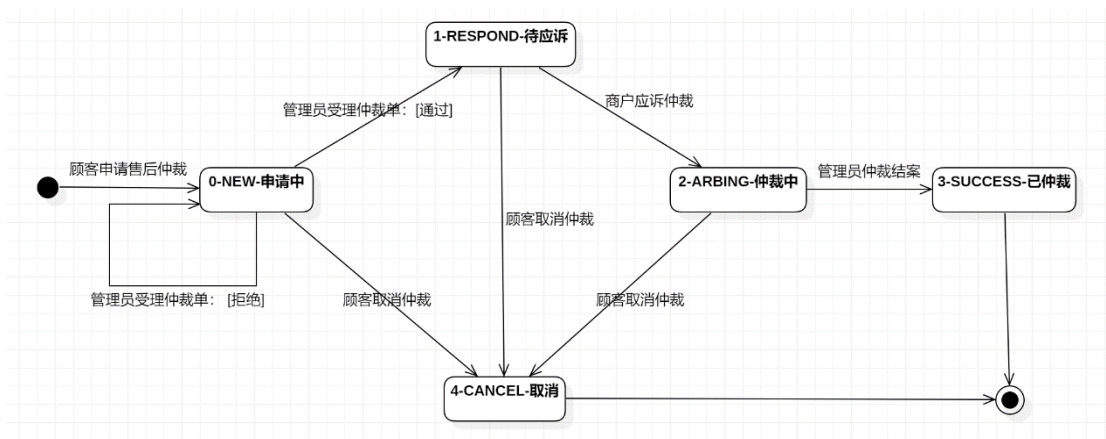 1-RESPOND-待应诉
管理员受理仲裁单：[通过]
商户应诉仲裁
顾客申请售后仲裁
0-NEW-申请中
2-ARBING-仲裁中
管理员仲裁结案
3-SUCCESS-已仲裁
顾客取消仲裁
管理员受理仲裁单： [拒绝]
顾客取消仲裁
顾客取消仲裁
4-CANCEL-取消